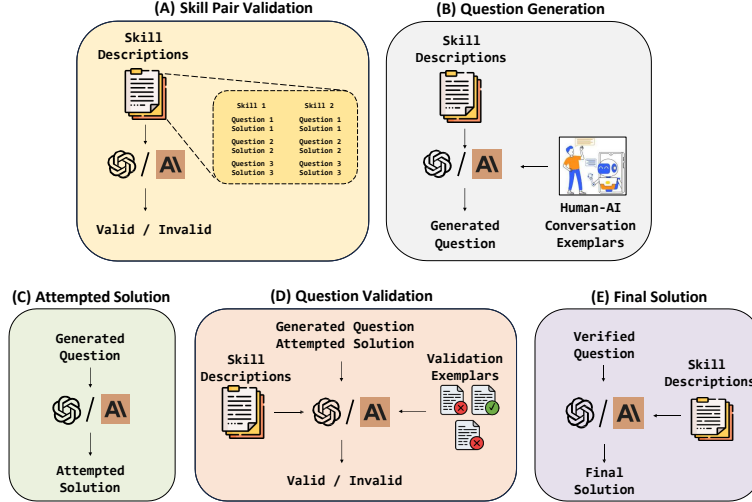 (A) Skill Pair Validation
Skill
Descriptions
Skill 1 Skill 2
Question 1 Question 1
Solution 1 Solution 1
Question 2 Question 2
Solution 2 Solution 2
Question 3 Question 3
Solution 3 Solution 3
/ A\
Valid / Invalid
(B) Question Generation
Skill
Descriptions
/ A\
Human-AI
Conversation
Exemplars
Generated
Question
(C) Attempted Solution
Generated
Question
/ A\
Attempted
Solution
(D) Question Validation
Generated Question
Attempted Solution
Skill
Descriptions
Validation
Exemplars
/ A\
Valid / Invalid
(E) Final Solution
Verified
Question
Skill
Descriptions
/ A\
Final
Solution